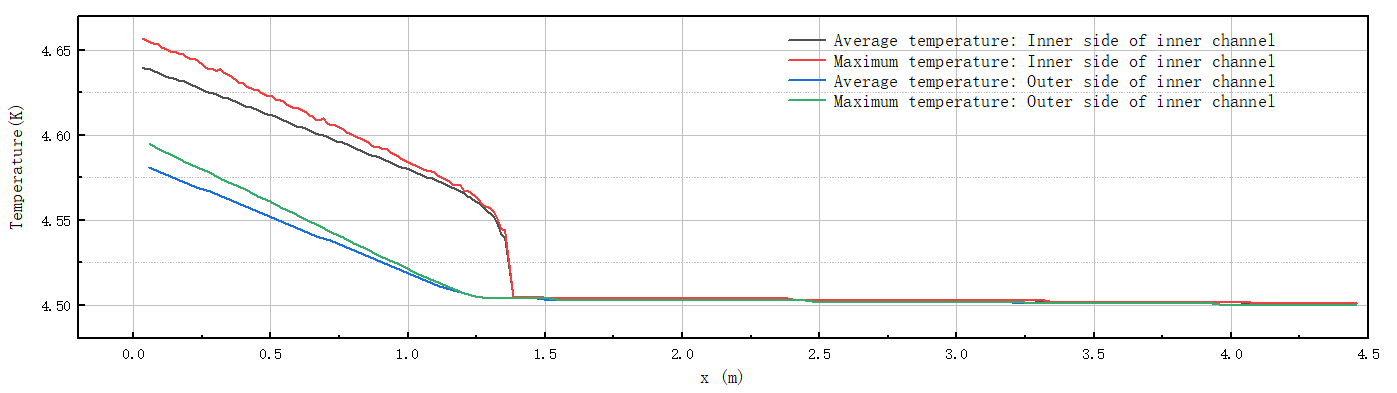 Temperature(K)
4.65
4.60
4.55
4.50
Average temperature: Inner side of inner channel
Maximum temperature: Inner side of inner channel
Average temperature: Outer side of inner channel
Maximum temperature: Outer side of inner channel
0.0 0.5 1.0 1.5 2.0 2.5 3.0 3.5 4.0 4.5
x (m)